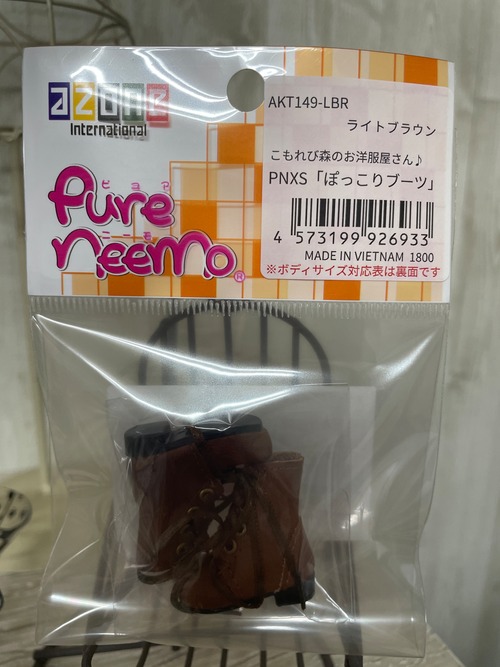 azone
International
ピュア
Pure
ニーモ
neemo®
AKT149-LBR
ライトブラウン
こもれび森のお洋服屋さん♪
PNXS「ぽっこりブーツ」
4 573199 926933
MADE IN VIETNAM 1800
※ボディサイズ対応表は裏面です